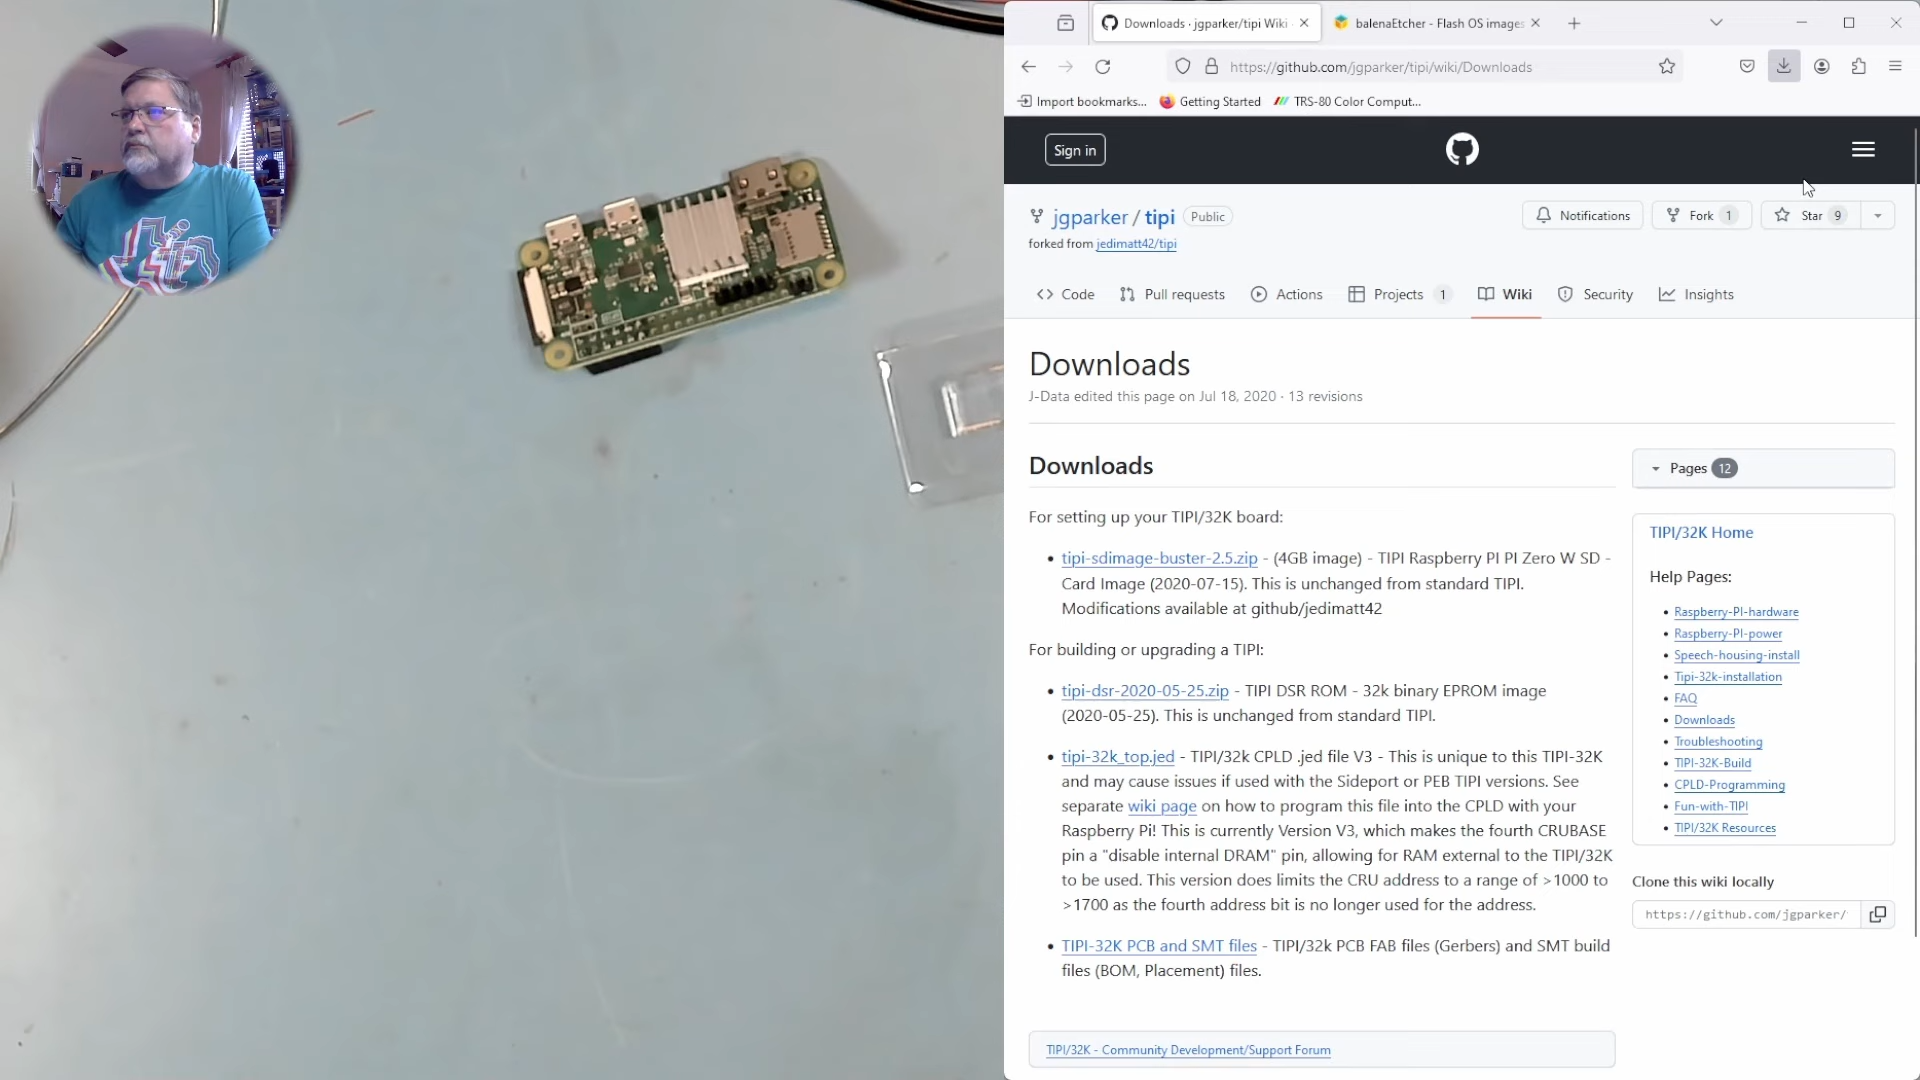 Downloads · jgparker/tipi Wiki
balenaEtcher - Flash OS images
https://github.com/jgparker/tipi/wiki/Downloads
Import bookmarks...
Getting Started
TRS-80 Color Comput...
Sign in
jgparker / tipi Public
Notifications
Fork 1
Star 9
forked from jedimatt42/tipi
Code
Pull requests
Actions
Projects 1
Wiki
Security
Insights
Downloads
J-Data edited this page on Jul 18, 2020 · 13 revisions
Downloads
For setting up your TIPI/32K board:
• tipi-sdimage-buster-2.5.zip - (4GB image) - TIPI Raspberry PI PI Zero W SD -
Card Image (2020-07-15). This is unchanged from standard TIPI.
Modifications available at github/jedimatt42
For building or upgrading a TIPI:
• tipi-dsr-2020-05-25.zip - TIPI DSR ROM - 32k binary EPROM image
(2020-05-25). This is unchanged from standard TIPI.
• tipi-32k_top.jed - TIPI/32k CPLD .jed file V3 - This is unique to this TIPI-32K
and may cause issues if used with the Sideport or PEB TIPI versions. See
separate wiki page on how to program this file into the CPLD with your
Raspberry Pi! This is currently Version V3, which makes the fourth CRUBASE
pin a "disable internal DRAM" pin, allowing for RAM external to the TIPI/32K
to be used. This version does limits the CRU address to a range of >1000 to
>1700 as the fourth address bit is no longer used for the address.
• TIPI-32K PCB and SMT files - TIPI/32k PCB FAB files (Gerbers) and SMT build
files (BOM, Placement) files.
TIPI/32K - Community Development/Support Forum
Pages 12
TIPI/32K Home
Help Pages:
• Raspberry-PI-hardware
• Raspberry-PI-power
• Speech-housing-install
• Tipi-32k-installation
• FAQ
• Downloads
• Troubleshooting
• TIPI-32K-Build
• CPLD-Programming
• Fun-with-TIPI
• TIPI/32K Resources
Clone this wiki locally
https://github.com/jgparker/